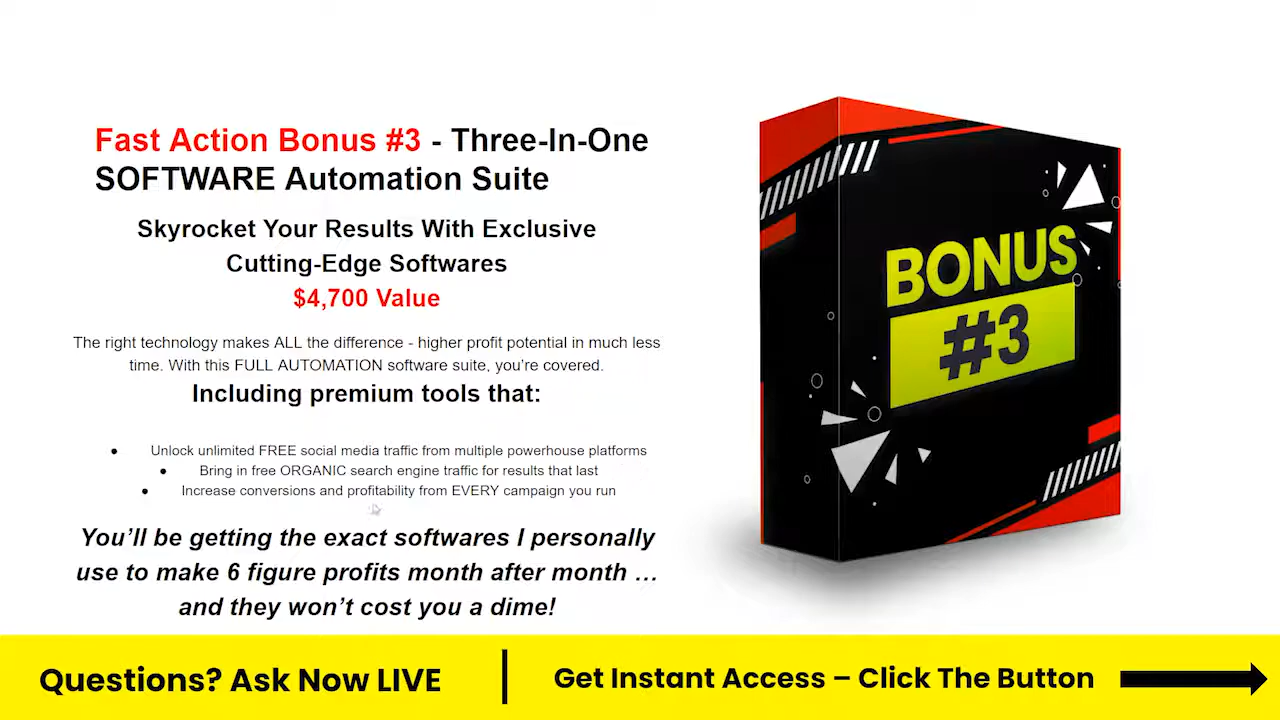 Fast Action Bonus #3 - Three-In-One
SOFTWARE Automation Suite
Skyrocket Your Results With Exclusive
Cutting-Edge Softwares
$4,700 Value
The right technology makes ALL the difference - higher profit potential in much less
time. With this FULL AUTOMATION software suite, you're covered.
Including premium tools that:
● Unlock unlimited FREE social media traffic from multiple powerhouse platforms
● Bring in free ORGANIC search engine traffic for results that last
● Increase conversions and profitability from EVERY campaign you run
You'll be getting the exact softwares I personally
use to make 6 figure profits month after month …
and they won't cost you a dime!
BONUS
#3
Questions? Ask Now LIVE
Get Instant Access – Click The Button